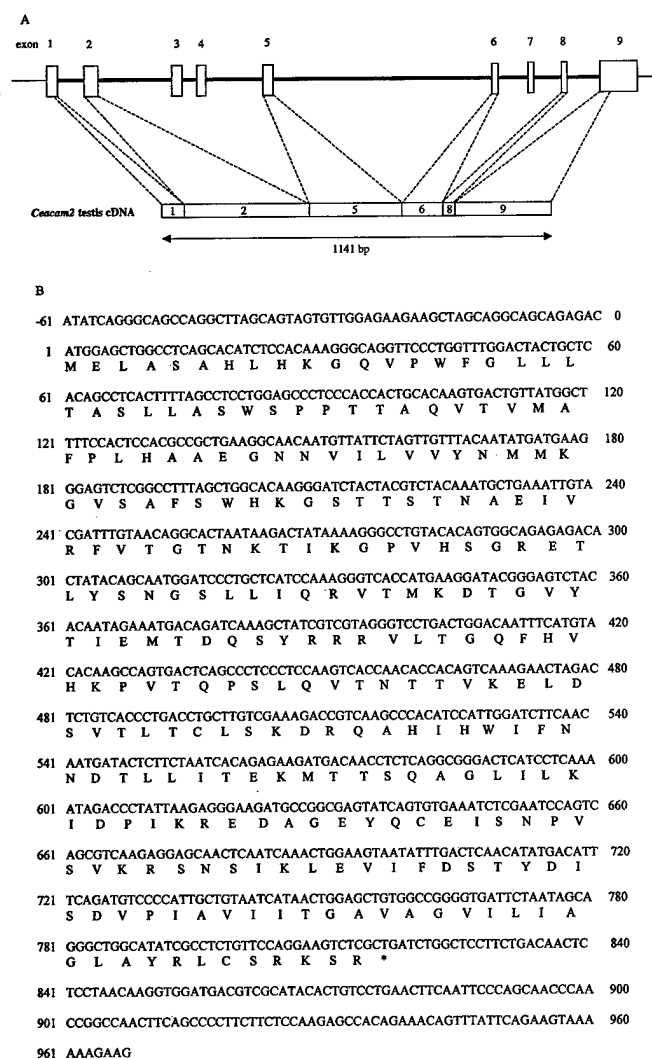 A
exon 1 2 3 4 5 6 7 8 9
Ceacam2 testis cDNA 1 2 5 6 8 9
1141 bp
B
-61 ATATCAGGGCAGCCAGGCTTAGCAGTAGTGTTGGAGAAGAAGCTAGCAGGCAGCAGAGAC 0
1 ATGGAGCTGGCCTCAGCACATCTCCACAAAGGGCAGGTTCCCTGGTTTGGACTACTGCTC 60
M E L A S A H L H K G Q V P W F G L L L
61 ACAGCCTCACTTTTAGCCTCCTGGAGCCCTCCCACCACTGCACAAGTGACTGTTATGGCT 120
T A S L L A S W S P P T T A Q V T V M A
121 TTTCCACTCCACGCCGCTGAAGGCAACAATGTTATTCTAGTTGTTTACAATATGATGAAG 180
F P L H A A E G N N V I L V V Y N M M K
181 GGAGTCTCGGCCTTTAGCTGGCACAAGGGATCTACTACGTCTACAAATGCTGAAATTGTA 240
G V S A F S W H K G S T T S T N A E I V
241 CGATTTGTAACAGGCACTAATAAGACTATAAAAGGGCCTGTACACAGTGGCAGAGAGACA 300
R F V T G T N K T I K G P V H S G R E T
301 CTATACAGCAATGGATCCCTGCTCATCCAAAGGGTCACCATGAAGGATACGGGAGTCTAC 360
L Y S N G S L L I Q R V T M K D T G V Y
361 ACAATAGAAATGACAGATCAAAGCTATCGTCGTAGGGTCCTGACTGGACAATTTCATGTA 420
T I E M T D Q S Y R R R V L T G Q F H V
421 CACAAGCCAGTGACTCAGCCCTCCCTCCAAGTCACCAACACCACAGTCAAAGAACTAGAC 480
H K P V T Q P S L Q V T N T T V K E L D
481 TCTGTCACCCTGACCTGCTTGTCGAAAGACCGTCAAGCCCACATCCATTGGATCTTCAAC 540
S V T L T C L S K D R Q A H I H W I F N
541 AATGATACTCTTCTAATCACAGAGAAGATGACAACCTCTCAGGCGGGACTCATCCTCAAA 600
N D T L L I T E K M T T S Q A G L I L K
601 ATAGACCCTATTAAGAGGGAAGATGCCGGCGAGTATCAGTGTGAAATCTCGAATCCAGTC 660
I D P I K R E D A G E Y Q C E I S N P V
661 AGCGTCAAGAGGAGCAACTCAATCAAACTGGAAGTAATATTTGACTCAACATATGACATT 720
S V K R S N S I K L E V I F D S T Y D I
721 TCAGATGTCCCCATTGCTGTAATCATAACTGGAGCTGTGGCCGGGGTGATTCTAATAGCA 780
S D V P I A V I I T G A V A G V I L I A
781 GGGCTGGCATATCGCCTCTGTTCCAGGAAGTCTCGCTGATCTGGCTCCTTCTGACAACTC 840
G L A Y R L C S R K S R *
841 TCCTAACAAGGTGGATGACGTCGCATACACTGTCCTGAACTTCAATTCCCAGCAACCCAA 900
901 CCGGCCAACTTCAGCCCCTTCTTCTCCAAGAGCCACAGAAACAGTTTATTCAGAAGTAAA 960
961 AAAGAAG